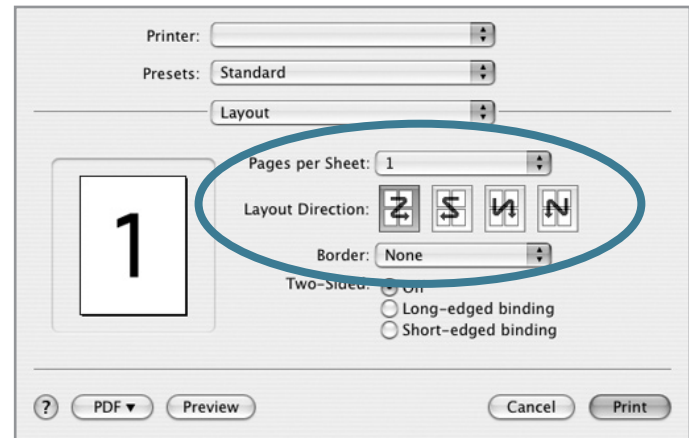 Printer:
Presets: Standard
Layout
Pages per Sheet: 1
1
Layout Direction:
Border: None
Two-Sided: Off
Long-edged binding
Short-edged binding
? PDF▼ Preview Cancel Print